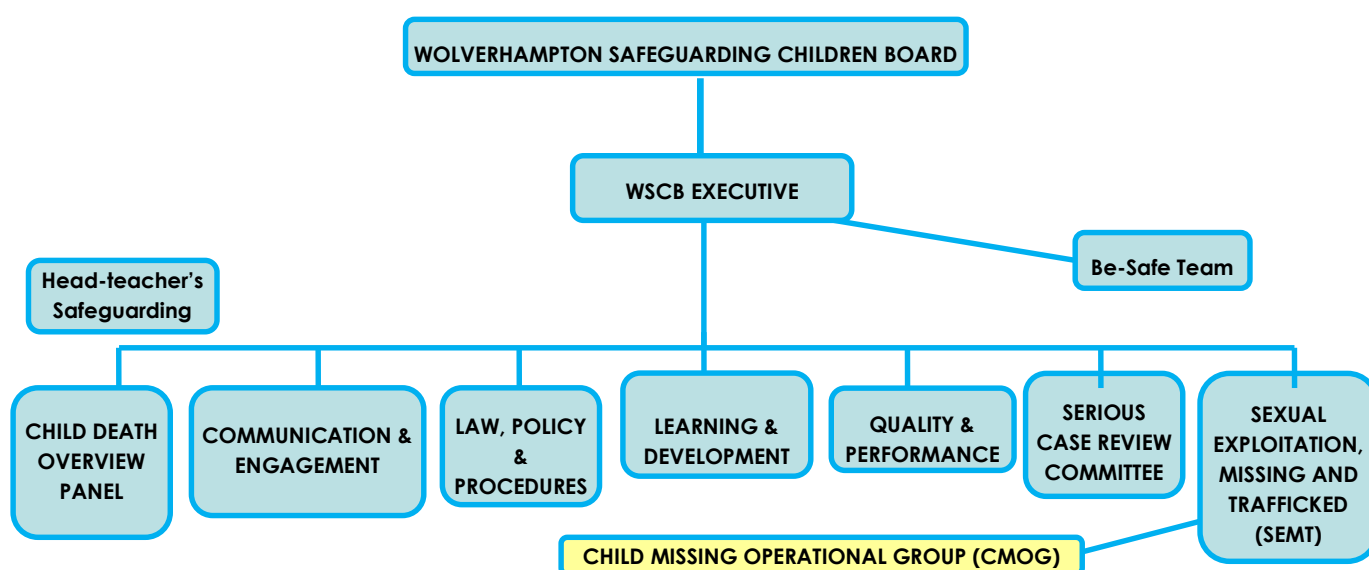 WOLVERHAMPTON SAFEGUARDING CHILDREN BOARD
WSCB EXECUTIVE
Be-Safe Team
Head-teacher’s
Safeguarding
CHILD DEATH
OVERVIEW
PANEL
COMMUNICATION &
ENGAGEMENT
LAW, POLICY
&
PROCEDURES
LEARNING &
DEVELOPMENT
QUALITY &
PERFORMANCE
SERIOUS
CASE REVIEW
COMMITTEE
SEXUAL
EXPLOITATION,
MISSING AND
TRAFFICKED
(SEMT)
CHILD MISSING OPERATIONAL GROUP (CMOG)